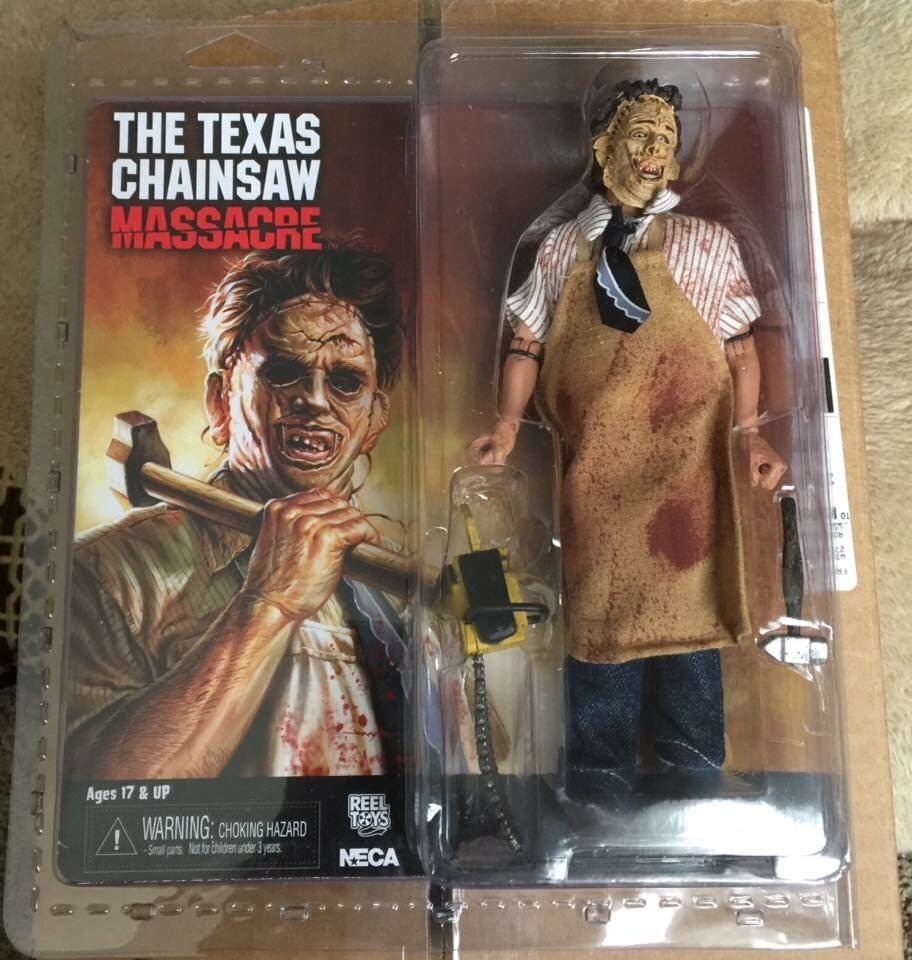 THE TEXAS
CHAINSAW
MASSACRE
Ages 17 & UP
WARNING: CHOKING HAZARD
- Small parts. Not for children under 3 years.
REEL
TOYS
NECA